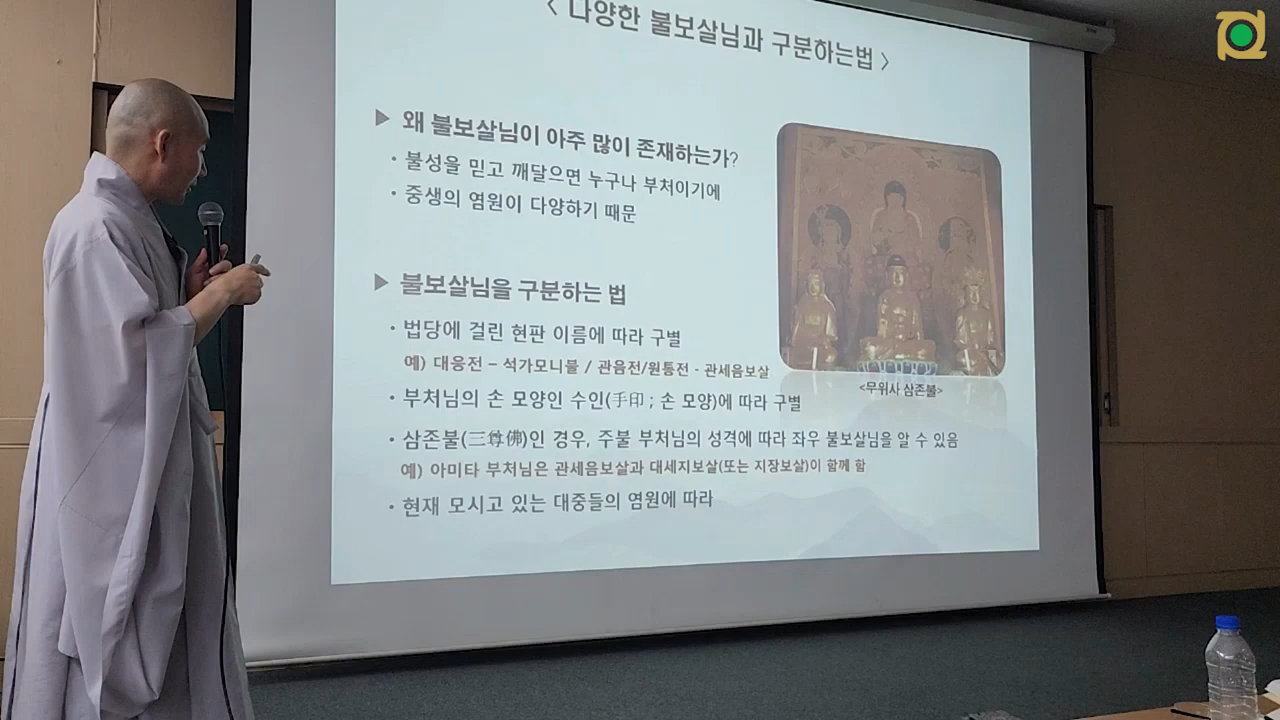 < 다양한 불보살님과 구분하는법 >
▶ 왜 불보살님이 아주 많이 존재하는가?
• 불성을 믿고 깨달으면 누구나 부처이기에
• 중생의 염원이 다양하기 때문
▶ 불보살님을 구분하는 법
• 법당에 걸린 현판 이름에 따라 구별
예) 대웅전 – 석가모니불 / 관음전/원통전 - 관세음보살
• 부처님의 손 모양인 수인(手印 ; 손 모양)에 따라 구별
• 삼존불(三尊佛)인 경우, 주불 부처님의 성격에 따라 좌우 불보살님을 알 수 있음
예) 아미타 부처님은 관세음보살과 대세지보살(또는 지장보살)이 함께 함
• 현재 모시고 있는 대중들의 염원에 따라
<무위사 삼존불>